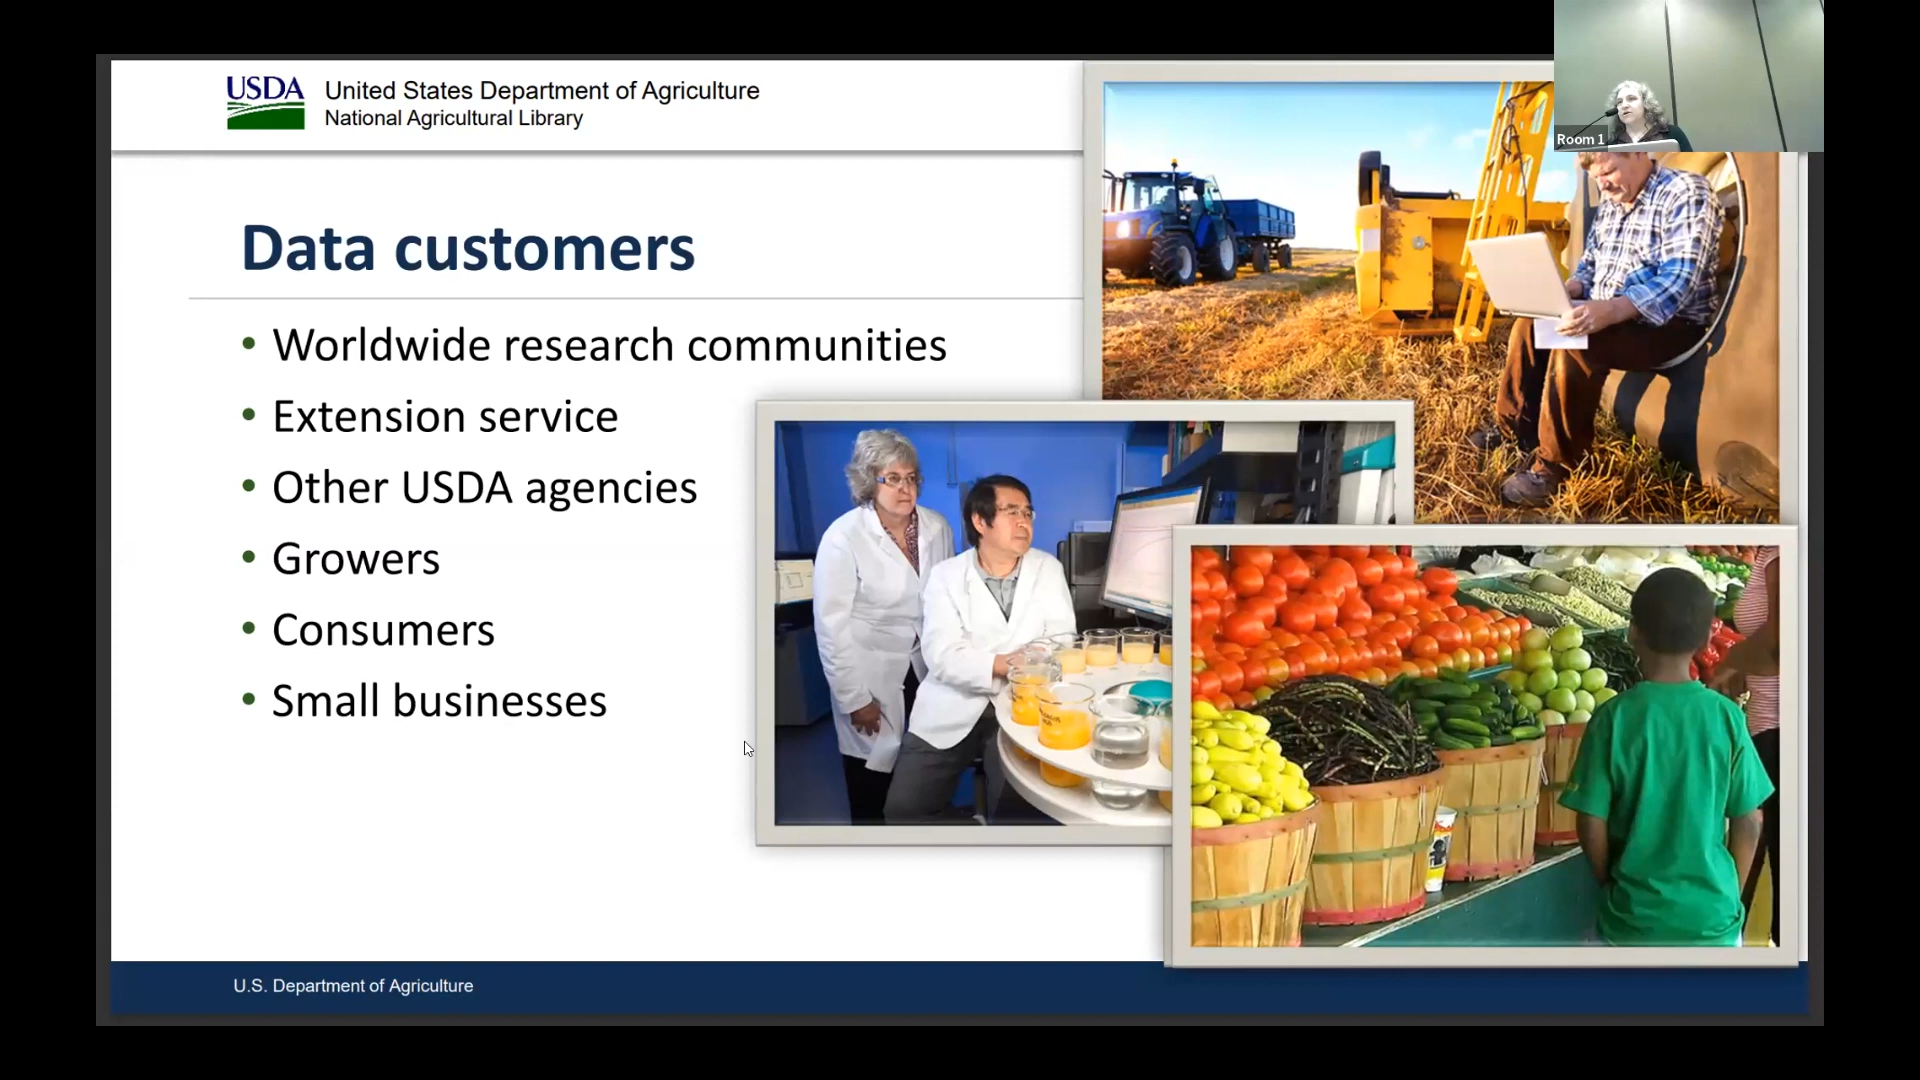 USDA
United States Department of Agriculture
National Agricultural Library
Room 1
Data customers
• Worldwide research communities
• Extension service
• Other USDA agencies
• Growers
• Consumers
• Small businesses
U.S. Department of Agriculture